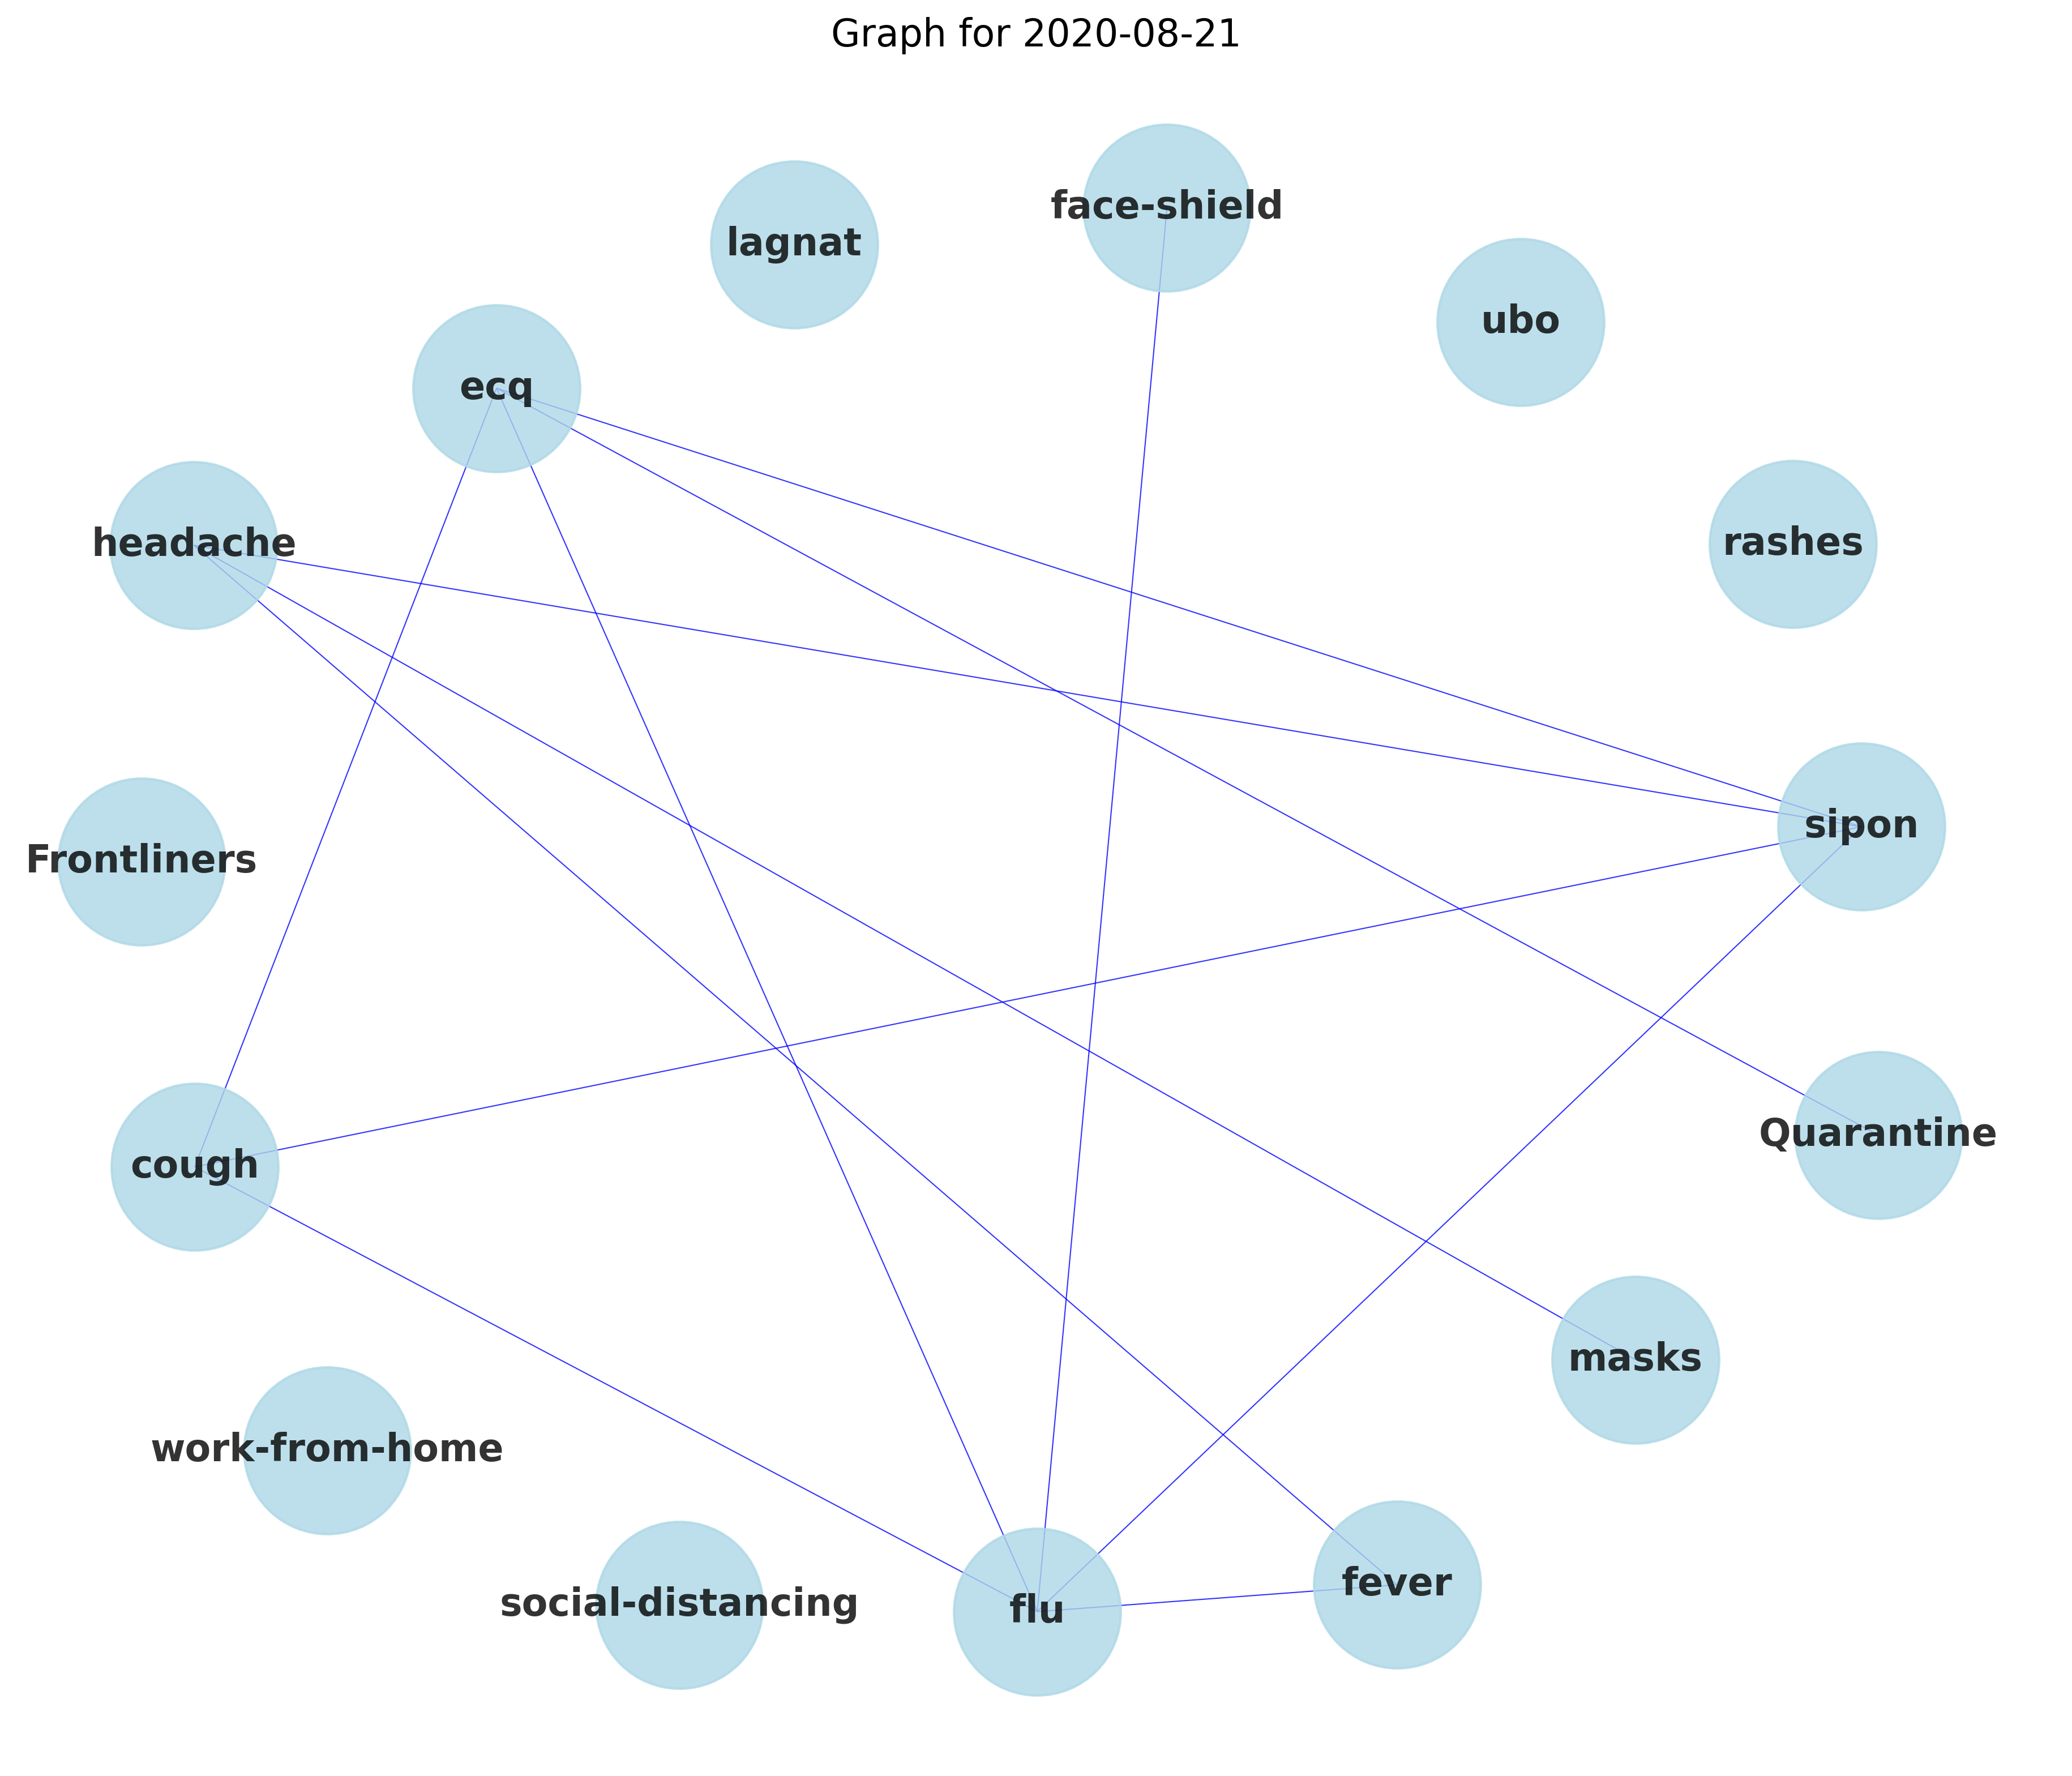 Graph for 2020-08-21
face-shield
lagnat
ubo
ecq
headache
rashes
sipon
Frontliners
Quarantine
cough
masks
work-from-home
fever
social-distancing
flu